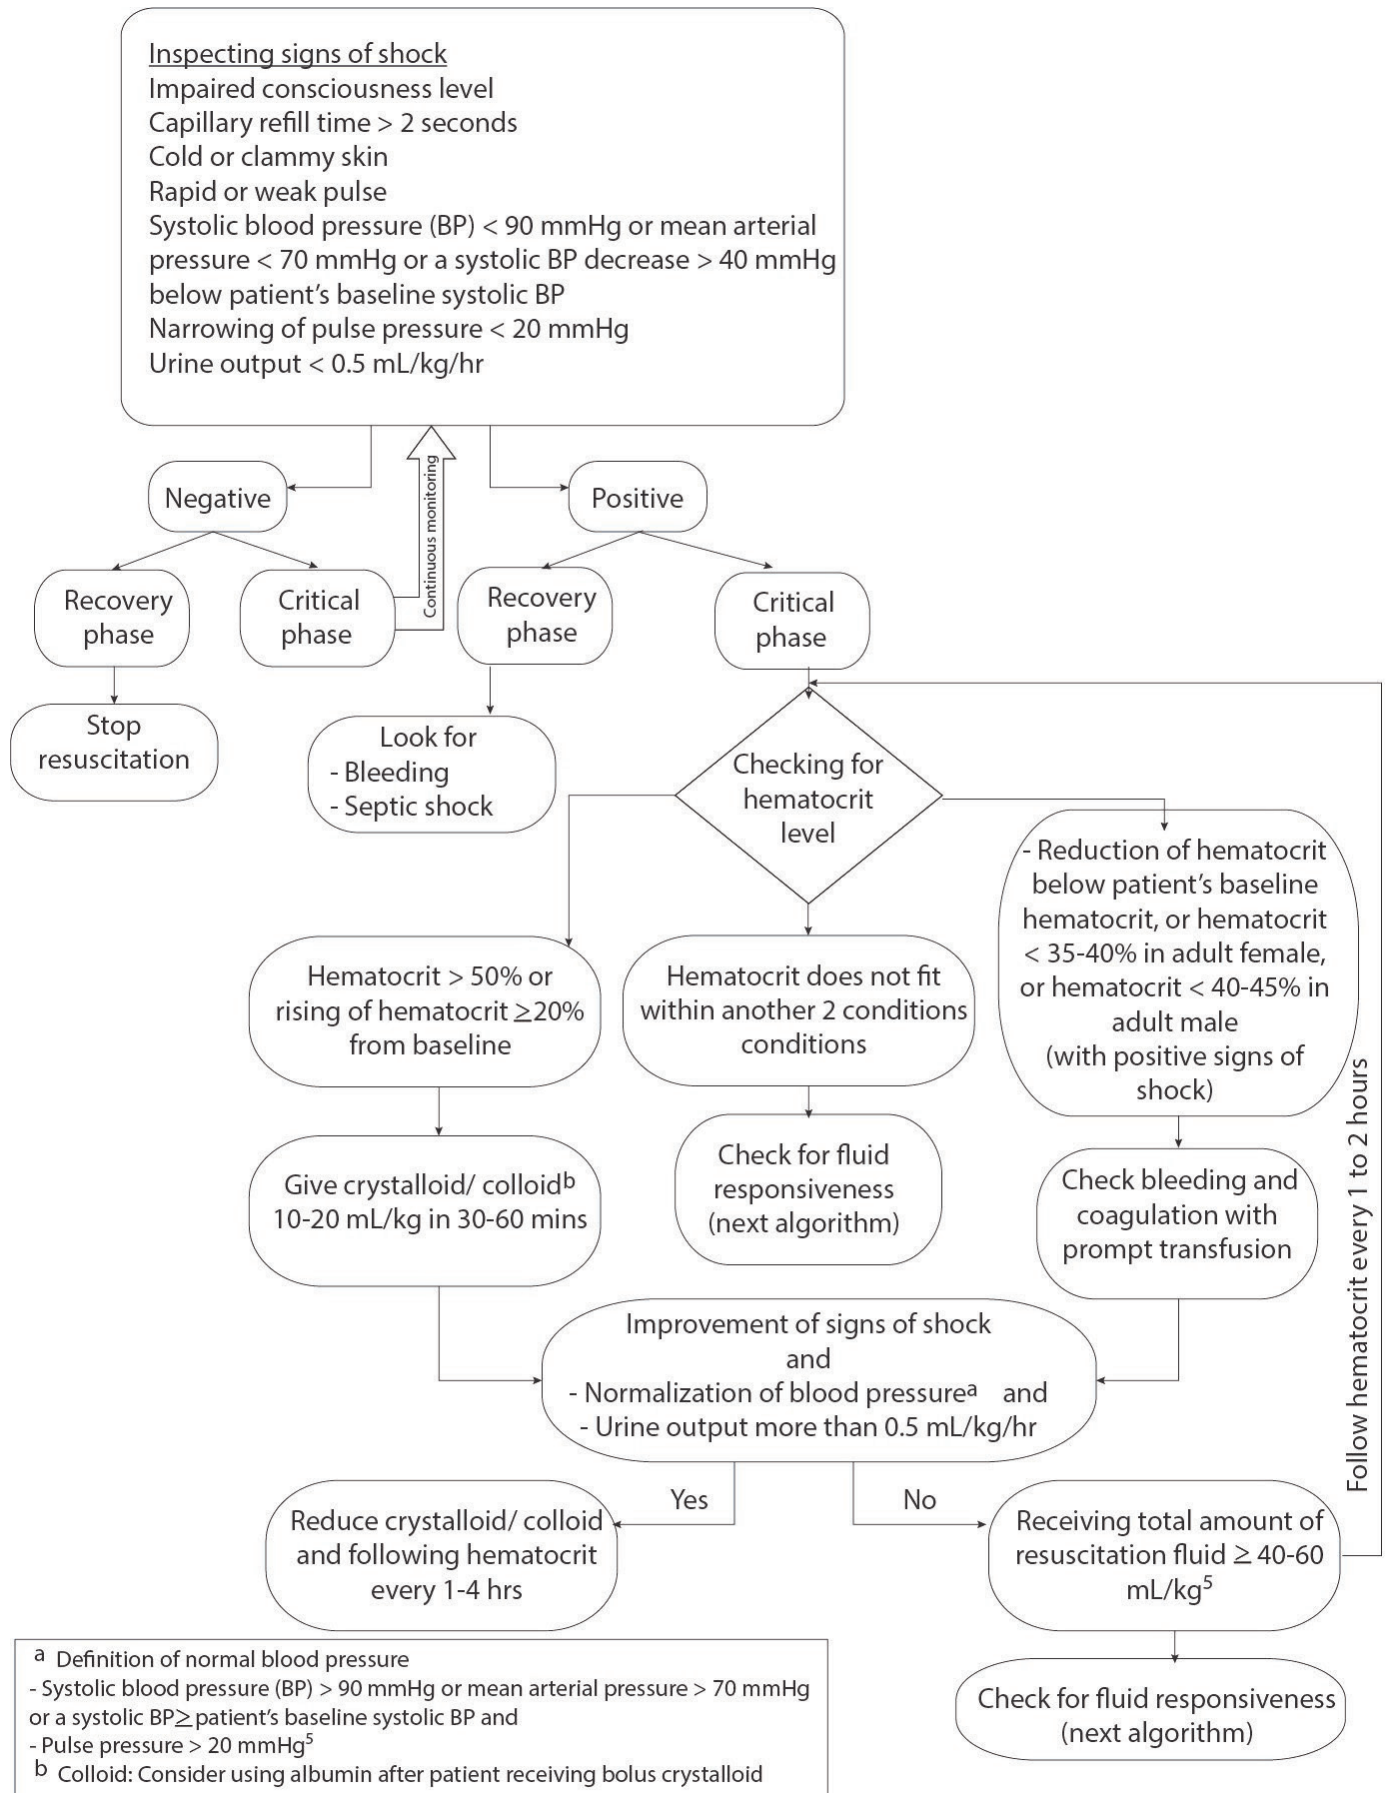 Inspecting signs of shock
Impaired consciousness level
Capillary refill time > 2 seconds
Cold or clammy skin
Rapid or weak pulse
Systolic blood pressure (BP) < 90 mmHg or mean arterial
pressure < 70 mmHg or a systolic BP decrease > 40 mmHg
below patient's baseline systolic BP
Narrowing of pulse pressure < 20 mmHg
Urine output < 0.5 mL/kg/hr
Negative
Continuous monitoring
Positive
Recovery
phase
Critical
phase
Recovery
phase
Critical
phase
Stop
resuscitation
Look for
- Bleeding
- Septic shock
Checking for
hematocrit
level
Hematocrit > 50% or
rising of hematocrit ≥20%
from baseline
Hematocrit does not fit
within another 2 conditions
conditions
- Reduction of hematocrit
below patient's baseline
hematocrit, or hematocrit
< 35-40% in adult female,
or hematocrit < 40-45% in
adult male
(with positive signs of
shock)
Follow hematocrit every 1 to 2 hours
Give crystalloid/ colloidᵇ
10-20 mL/kg in 30-60 mins
Check for fluid
responsiveness
(next algorithm)
Check bleeding and
coagulation with
prompt transfusion
Improvement of signs of shock
and
- Normalization of blood pressureᵃ and
- Urine output more than 0.5 mL/kg/hr
Yes
No
Reduce crystalloid/ colloid
and following hematocrit
every 1-4 hrs
Receiving total amount of
resuscitation fluid ≥ 40-60
mL/kg⁵
Check for fluid responsiveness
(next algorithm)
ᵃ Definition of normal blood pressure
- Systolic blood pressure (BP) > 90 mmHg or mean arterial pressure > 70 mmHg
or a systolic BP≥patient's baseline systolic BP and
- Pulse pressure > 20 mmHg⁵
ᵇ Colloid: Consider using albumin after patient receiving bolus crystalloid